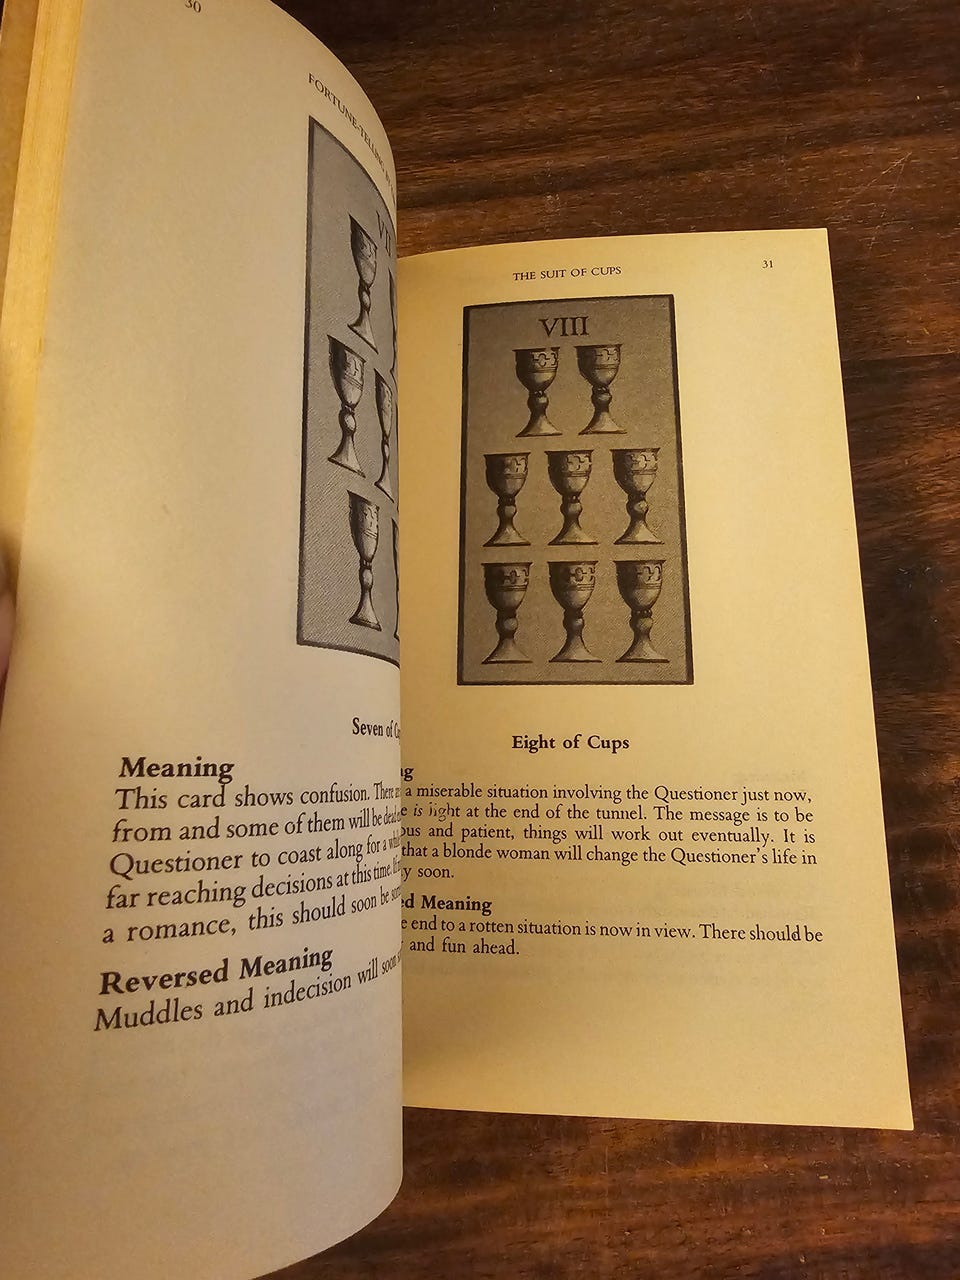 30
FORTUNE-TELLING BY
VII
Seven of
Meaning
This card shows confusion. There
from and some of them will be
Questioner to coast along for a
far reaching decisions at this time.
a romance, this should soon be
Reversed Meaning
Muddles and indecision will soon
THE SUIT OF CUPS
31
VIII
Eight of Cups
a miserable situation involving the Questioner just now,
is light at the end of the tunnel. The message is to be
and patient, things will work out eventually. It is
that a blonde woman will change the Questioner's life in
soon.
Meaning
end to a rotten situation is now in view. There should be
and fun ahead.